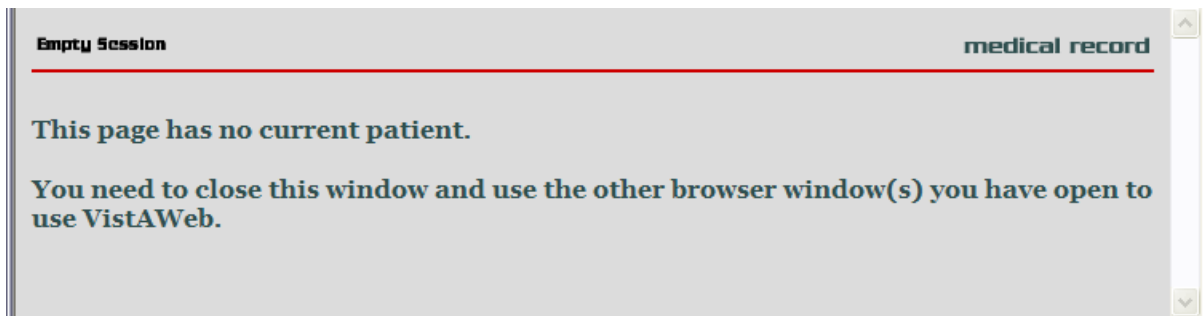 Empty Session
medical record
This page has no current patient.
You need to close this window and use the other browser window(s) you have open to
use VistAWeb.